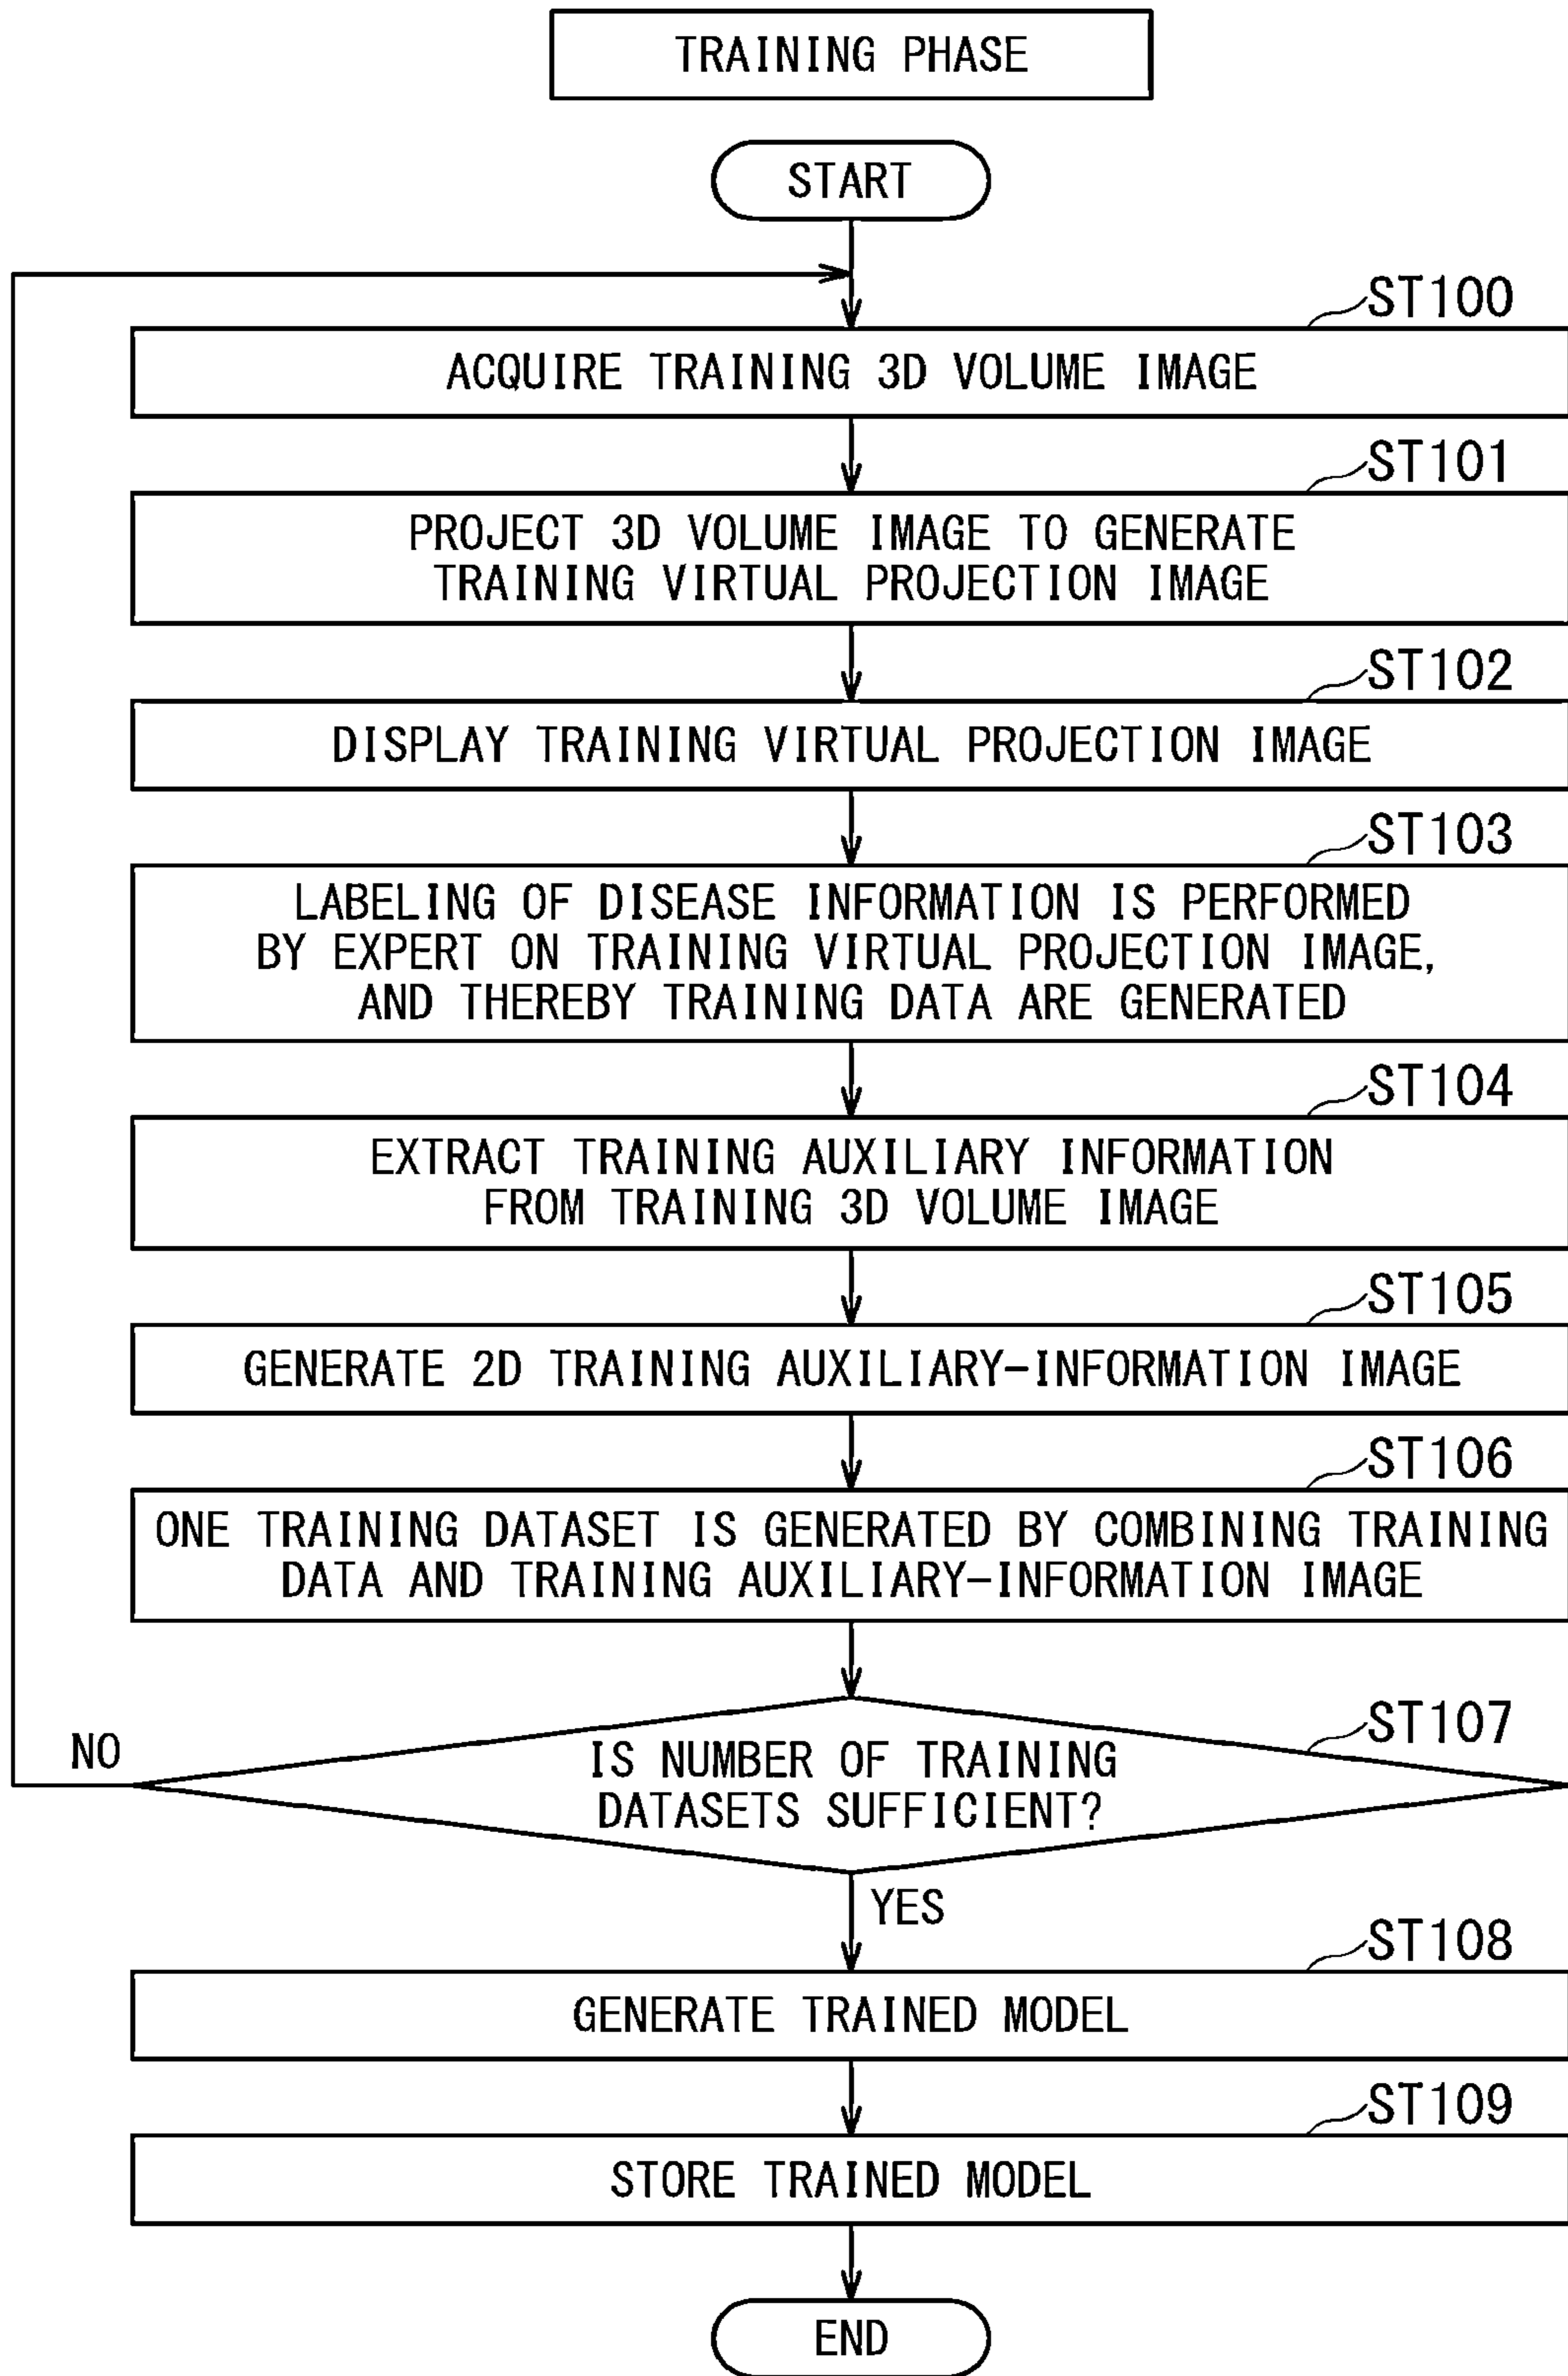 TRAINING PHASE
START
ST100
ACQUIRE TRAINING 3D VOLUME IMAGE
ST101
PROJECT 3D VOLUME IMAGE TO GENERATE
TRAINING VIRTUAL PROJECTION IMAGE
ST102
DISPLAY TRAINING VIRTUAL PROJECTION IMAGE
ST103
LABELING OF DISEASE INFORMATION IS PERFORMED
BY EXPERT ON TRAINING VIRTUAL PROJECTION IMAGE,
AND THEREBY TRAINING DATA ARE GENERATED
ST104
EXTRACT TRAINING AUXILIARY INFORMATION
FROM TRAINING 3D VOLUME IMAGE
ST105
GENERATE 2D TRAINING AUXILIARY-INFORMATION IMAGE
ST106
ONE TRAINING DATASET IS GENERATED BY COMBINING TRAINING
DATA AND TRAINING AUXILIARY-INFORMATION IMAGE
ST107
NO
IS NUMBER OF TRAINING
DATASETS SUFFICIENT?
YES
ST108
GENERATE TRAINED MODEL
ST109
STORE TRAINED MODEL
END